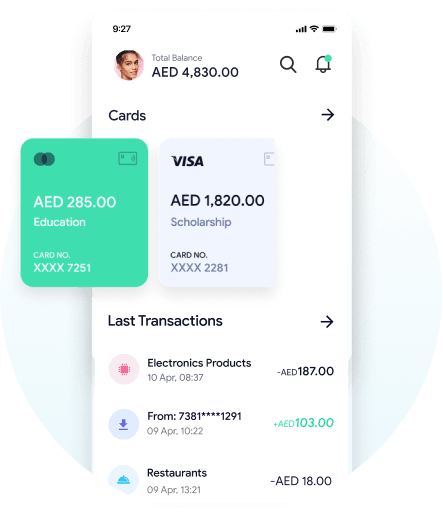 9:27
Total Balance
AED 4,830.00
Cards
AED 285.00
Education
CARD NO.
XXXX 7251
VISA
AED 1,820.00
Scholarship
CARD NO.
XXXX 2281
Last Transactions
Electronics Products
10 Apr, 08:37
-AED187.00
From: 7381****1291
09 Apr, 10:22
+AED103.00
Restaurants
09 Apr, 13:21
-AED 18.00